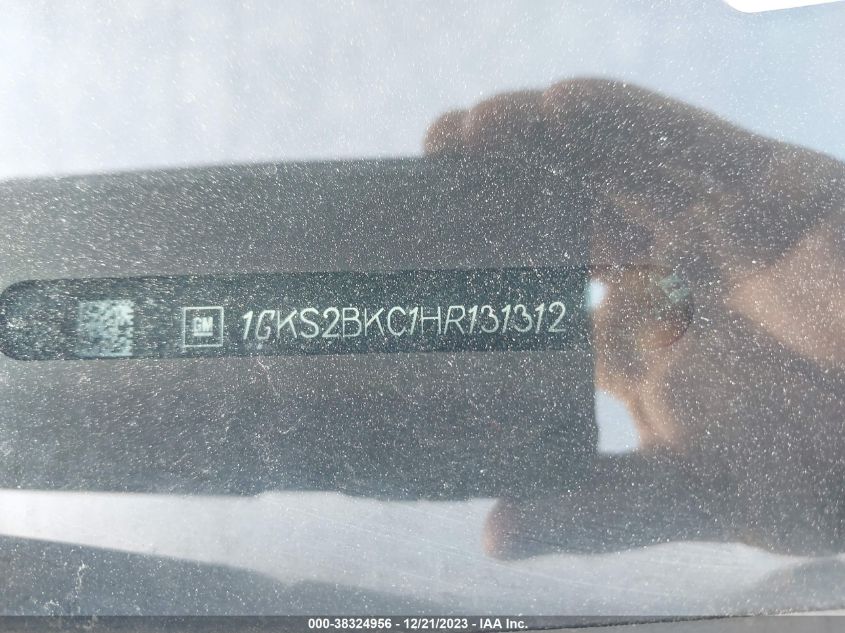 GM 1GKS2BKC1HR131312
000-38324956 - 12/21/2023 - IAA Inc.